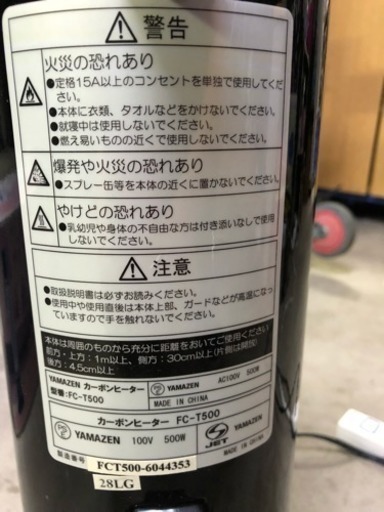 ⚠ 警告
火災の恐れあり
●定格15A以上のコンセントを単独で使用してくだ
さい。
●本体に衣類、タオルなどをかけないでください。
●就寝中は使用しないでください。
●燃え易いものの近くで使用しないでください。
爆発や火災の恐れあり
●スプレー缶等を本体の近くに置かないでください。
やけどの恐れあり
●乳幼児や身体の不自由な方は付き添いなしで使用
しないでください。
⚠ 注意
●取扱説明書は必ずお読みください。
●使用中や使用直後は本体上部、ガードなどが高温になっ
ていますので手を触れないでください。
本体は周囲のものから充分に距離をおいてご使用ください
前方・上方:1m以上、側方:30cm以上(片側は開放)
後方:4.5cm以上
YAMAZEN カーボンヒーター
型番:FC-T500
YAMAZEN AC100V 500W
MADE IN CHINA
カーボンヒーター FC-T500
PSE YAMAZEN 100V 500W
JET MADE IN CHINA
製造番号 FCT500-6044353
28LG